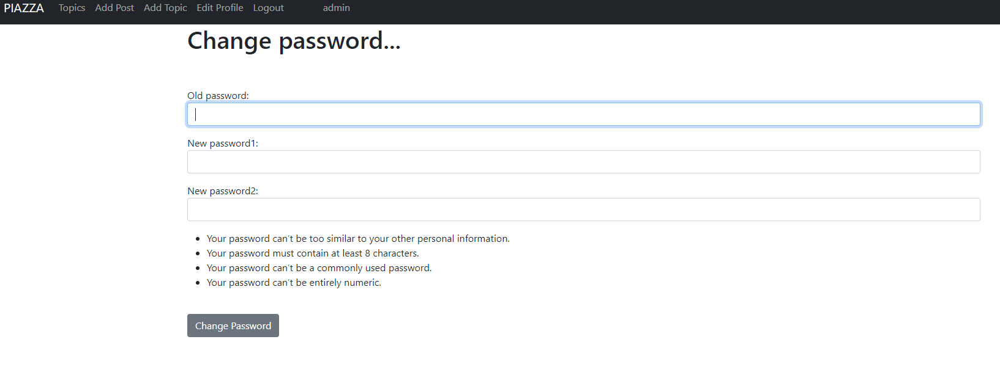 PIAZZA Topics Add Post Add Topic Edit Profile Logout admin
Change password...
Old password:
New password1:
New password2:
• Your password can't be too similar to your other personal information.
• Your password must contain at least 8 characters.
• Your password can't be a commonly used password.
• Your password can't be entirely numeric.
Change Password